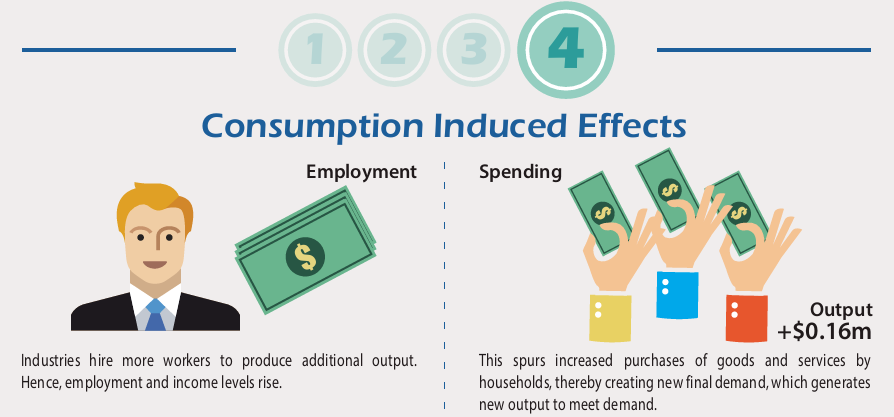 1 2 3 4
Consumption Induced Effects
Employment
$
Industries hire more workers to produce additional output.
Hence, employment and income levels rise.
Spending
$ $ $
Output
+$0.16m
This spurs increased purchases of goods and services by
households, thereby creating new final demand, which generates
new output to meet demand.